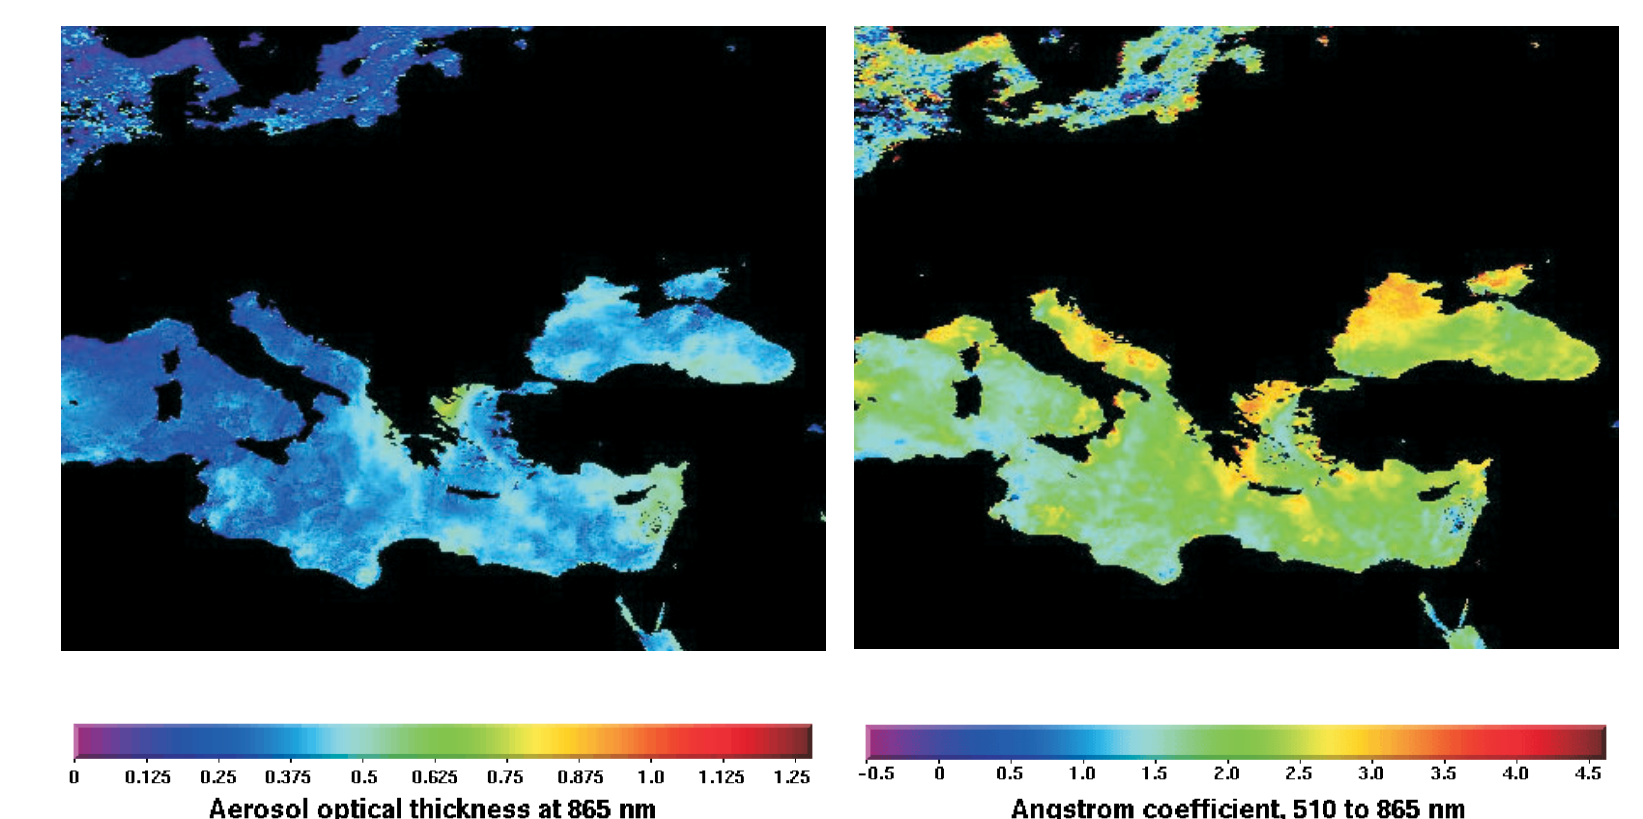 0 0.125 0.25 0.375 0.5 0.625 0.75 0.875 1.0 1.125 1.25
Aerosol optical thickness at 865 nm
-0.5 0 0.5 1.0 1.5 2.0 2.5 3.0 3.5 4.0 4.5
Angstrom coefficient, 510 to 865 nm